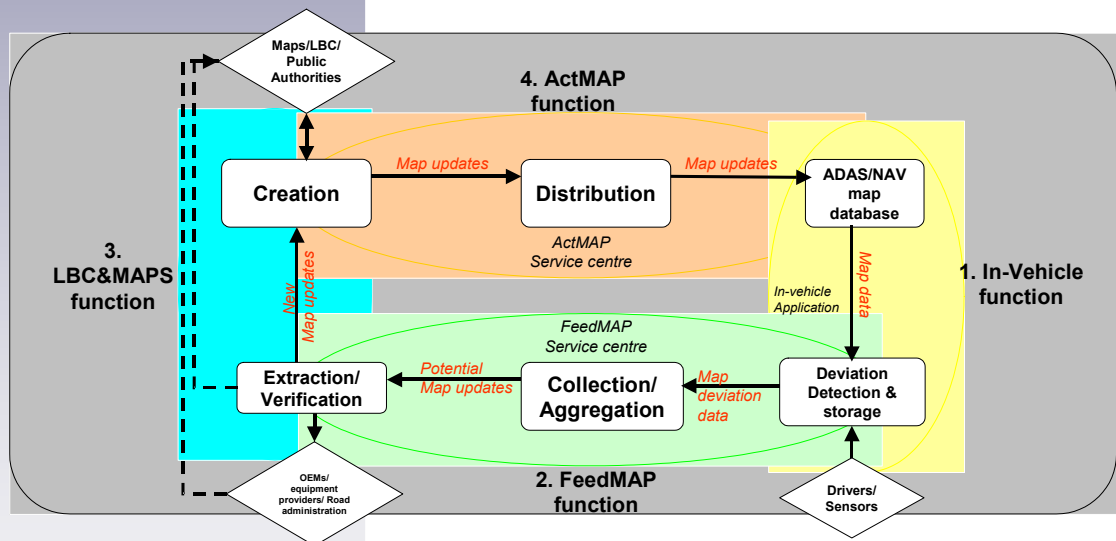 Maps/LBC/
Public
Authorities
4. ActMAP
function
Creation
Map updates
Distribution
Map updates
ADAS/NAV
map
database
ActMAP
Service centre
3.
LBC&MAPS
function
1. In-Vehicle
function
New
Map updates
In-vehicle
Application
Map data
FeedMAP
Service centre
Extraction/
Verification
Potential
Map updates
Collection/
Aggregation
Map
deviation
data
Deviation
Detection &
storage
OEMs/
equipment
providers/ Road
administration
2. FeedMAP
function
Drivers/
Sensors